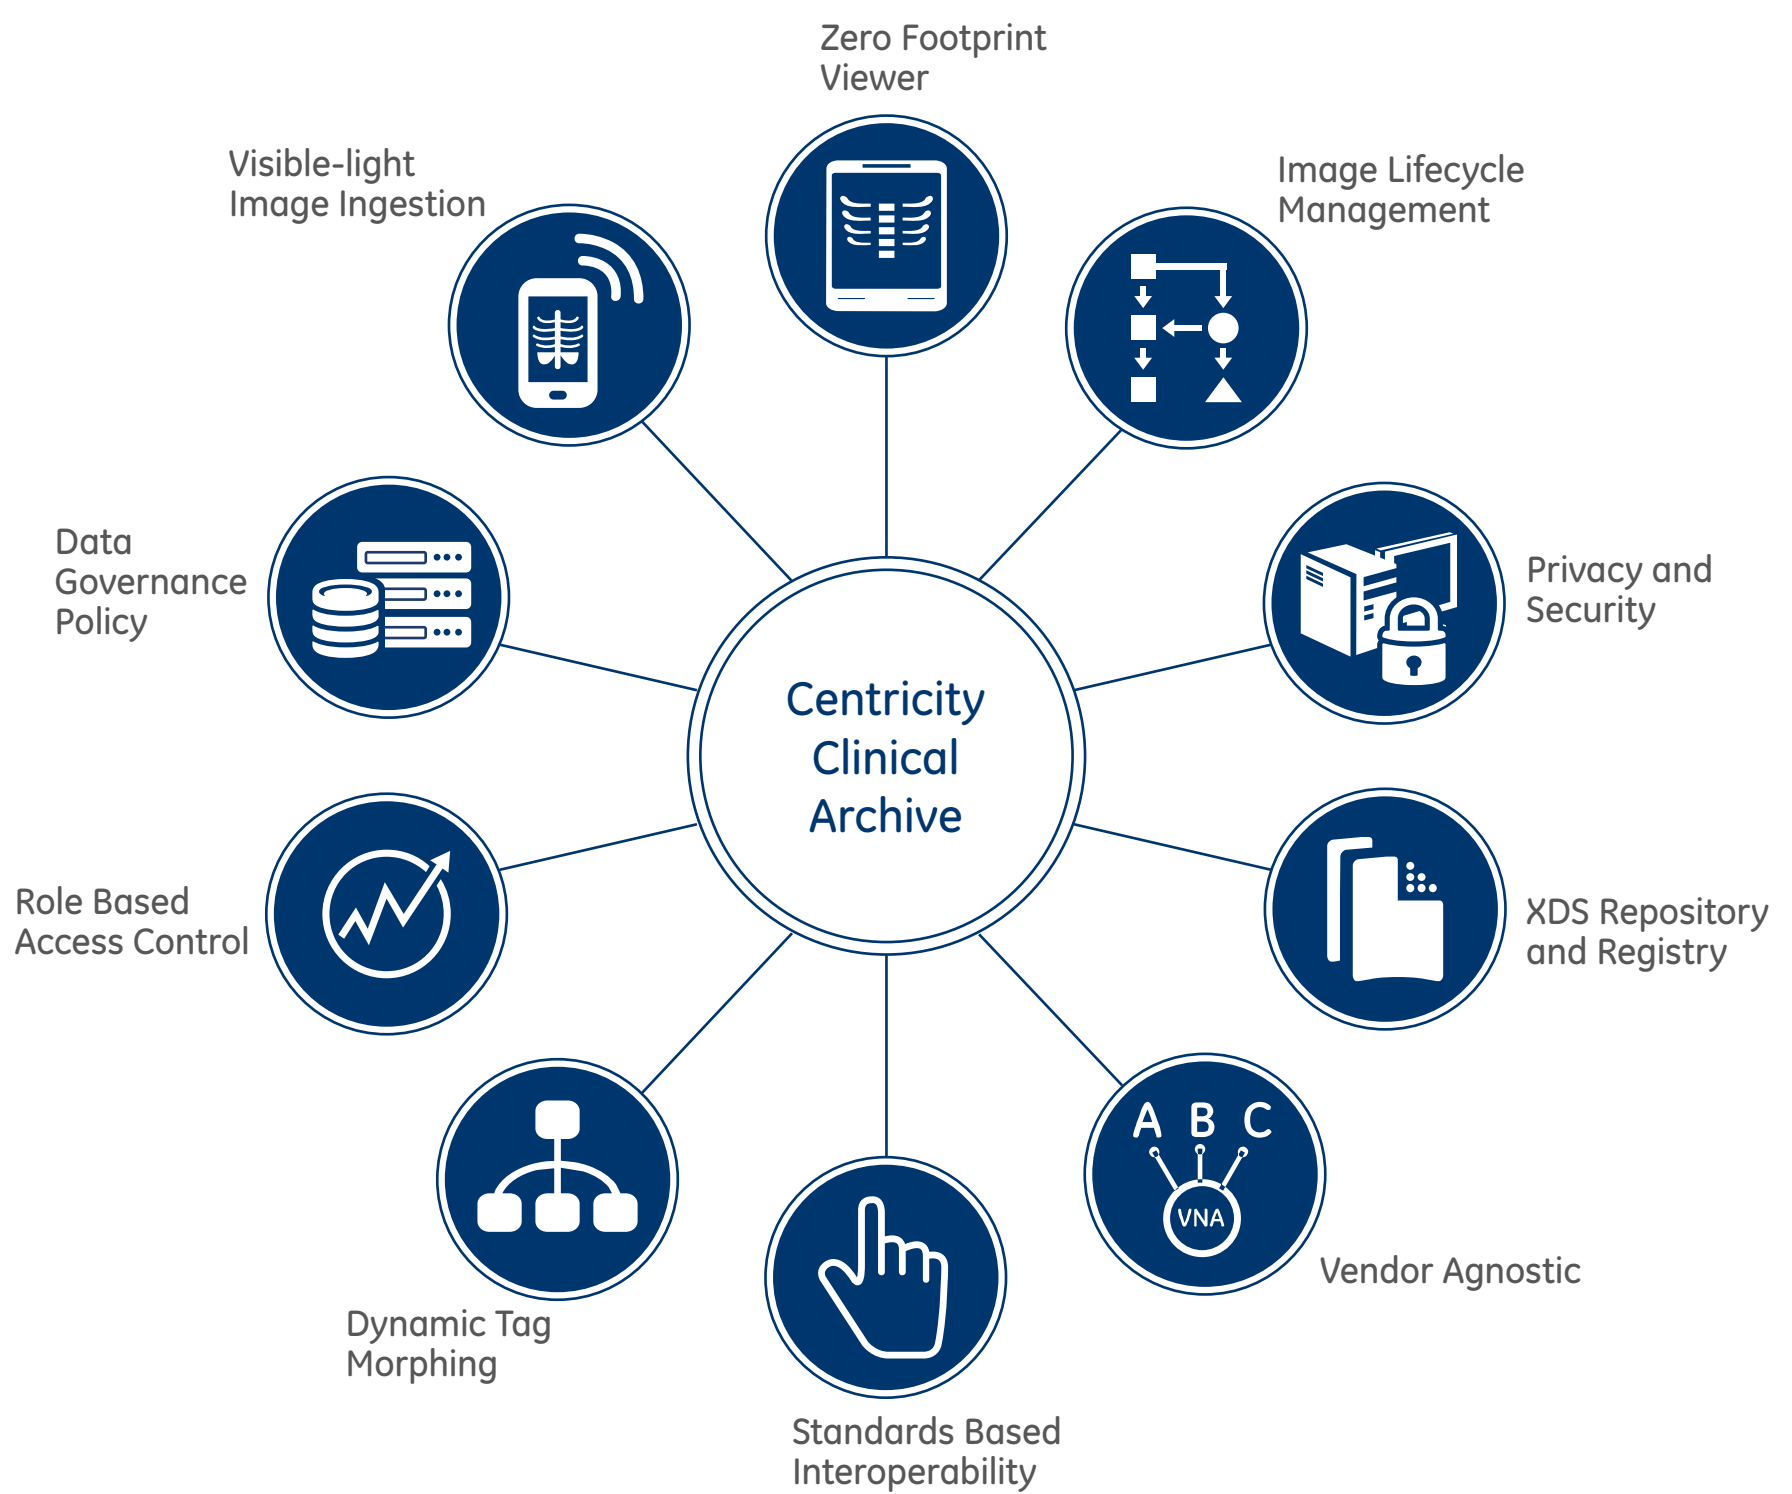 Zero Footprint
Viewer
Visible-light
Image Ingestion
Image Lifecycle
Management
Data
Governance
Policy
Privacy and
Security
Centricity
Clinical
Archive
Role Based
Access Control
XDS Repository
and Registry
A B C
VNA
Vendor Agnostic
Dynamic Tag
Morphing
Standards Based
Interoperability